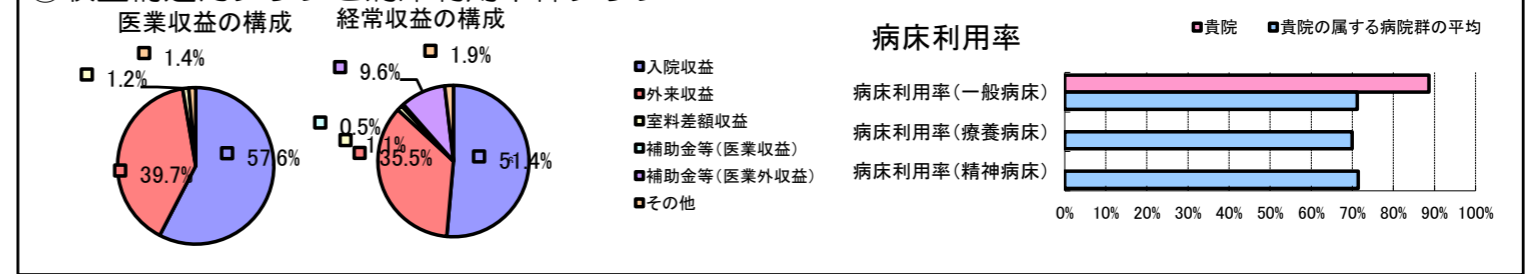 医業収益の構成
1.4%
1.2%
39.7%
57.6%
経常収益の構成
1.9%
9.6%
0.5%
1.1%
35.5%
51.4%
入院収益
外来収益
室料差額収益
補助金等(医業収益)
補助金等(医業外収益)
その他
病床利用率
貴院 貴院の属する病院群の平均
病床利用率(一般病床)
病床利用率(療養病床)
病床利用率(精神病床)
0% 10% 20% 30% 40% 50% 60% 70% 80% 90% 100%